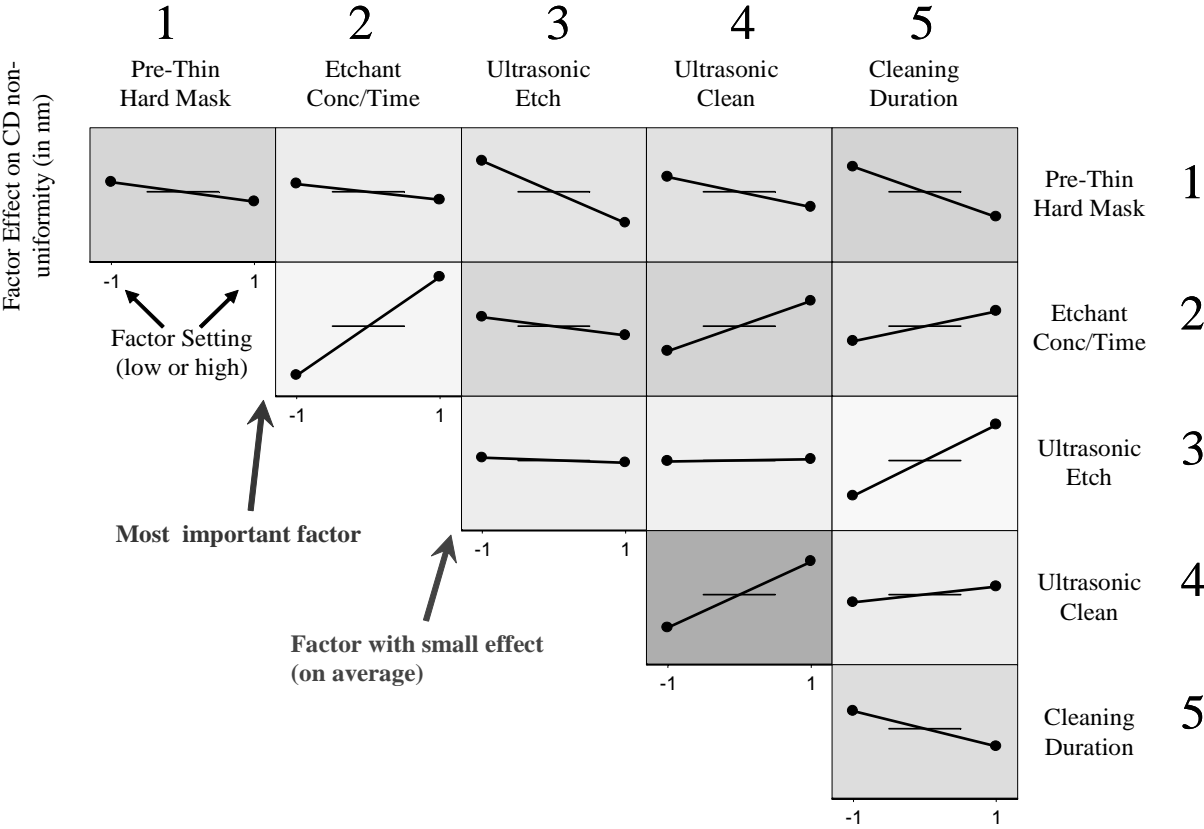 1
2
3
4
5
Pre-Thin
Hard Mask
Etchant
Conc/Time
Ultrasonic
Etch
Ultrasonic
Clean
Cleaning
Duration
Factor Effect on CD non-
uniformity (in nm)
Pre-Thin
Hard Mask
1
-1
1
Factor Setting
(low or high)
Etchant
Conc/Time
2
-1
1
Most  important factor
Ultrasonic
Etch
3
-1
1
Factor with small effect
(on average)
Ultrasonic
Clean
4
-1
1
Cleaning
Duration
5
-1
1